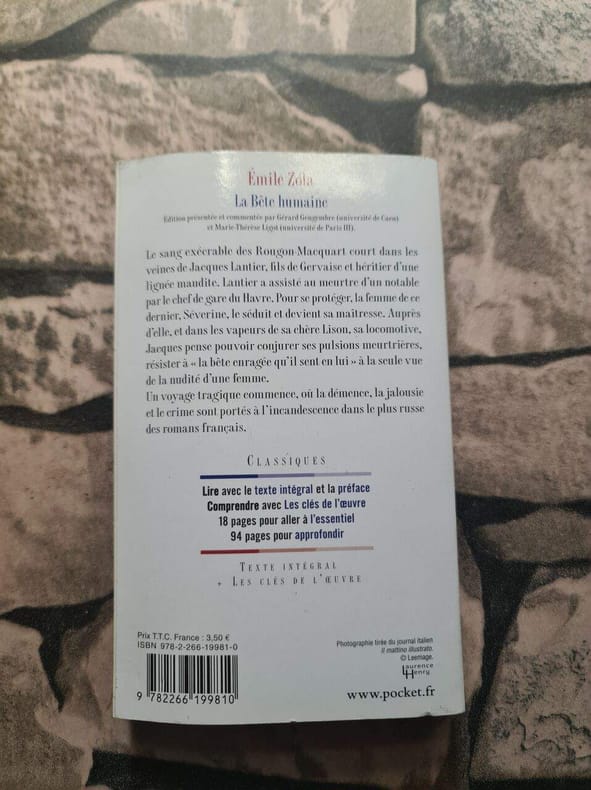 Émile Zola
La Bête humaine
Édition présentée et commentée par Gérard Gengembre (université de Caen)
et Marie-Thérèse Ligot (université de Paris III).
Le sang exécrable des Rougon-Macquart court dans les
veines de Jacques Lantier, fils de Gervaise et héritier d'une
lignée maudite. Lantier a assisté au meurtre d'un notable
par le chef de gare du Havre. Pour se protéger, la femme de ce
dernier, Séverine, le séduit et devient sa maîtresse. Auprès
d'elle, et dans les vapeurs de sa chère Lison, sa locomotive,
Jacques pense pouvoir conjurer ses pulsions meurtrières,
résister à « la bête enragée qu'il sent en lui » à la seule vue
de la nudité d'une femme.
Un voyage tragique commence, où la démence, la jalousie
et le crime sont portés à l'incandescence dans le plus russe
des romans français.
CLASSIQUES
Lire avec le texte intégral et la préface
Comprendre avec Les clés de l'œuvre
18 pages pour aller à l'essentiel
94 pages pour approfondir
TEXTE INTÉGRAL
+ LES CLÉS DE L'ŒUVRE
Prix T.T.C. France : 3,50 €
ISBN 978-2-266-19981-0
9 782266 199810
Photographie tirée du journal italien
Il mattino illustrato.
© Leemage.
Laurence
Henry
www.pocket.fr